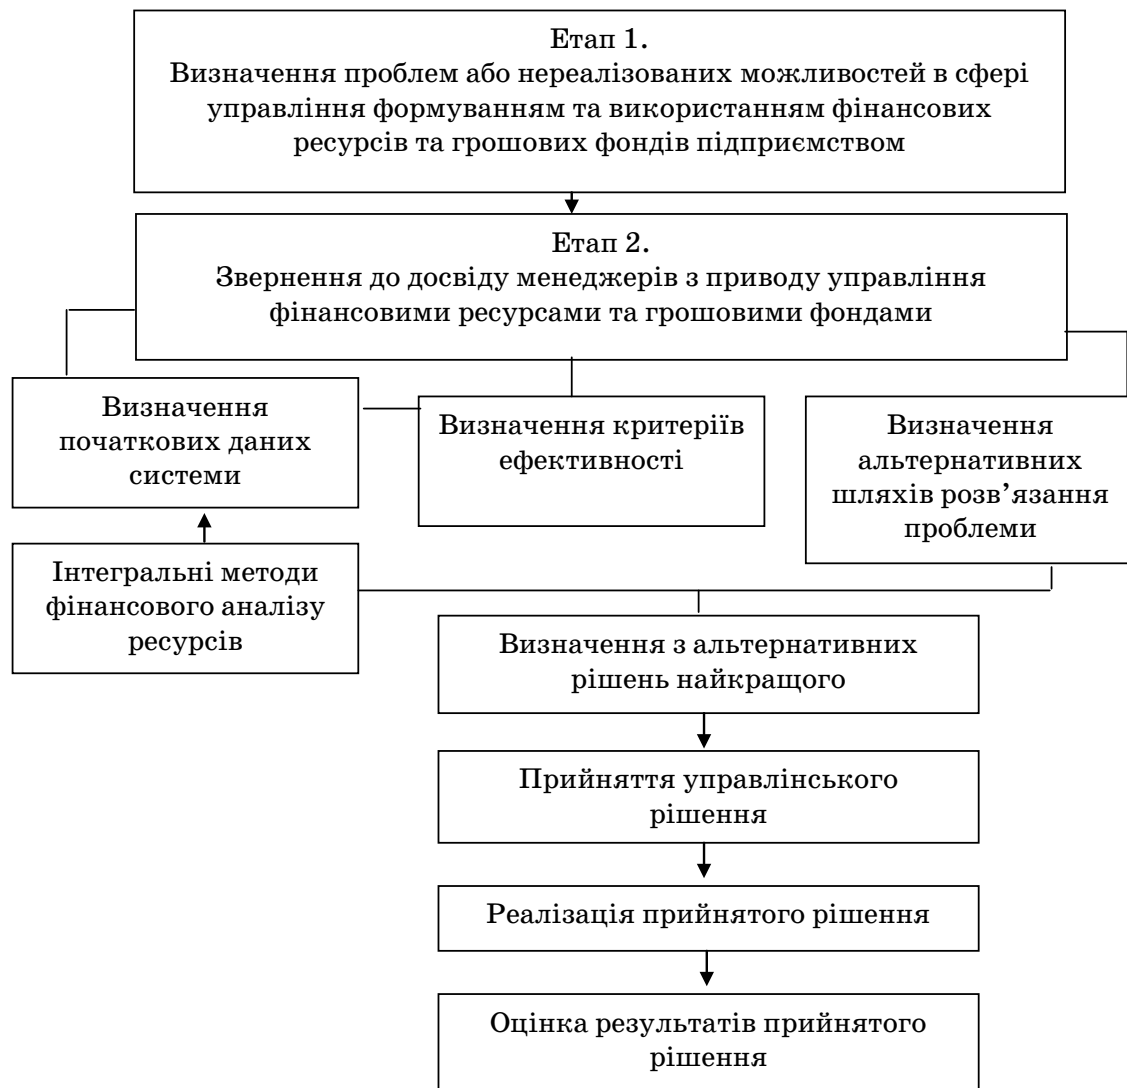 Етап 1.
Визначення проблем або нереалізованих можливостей в сфері
управління формуванням та використанням фінансових
ресурсів та грошових фондів підприємством
Етап 2.
Звернення до досвіду менеджерів з приводу управління
фінансовими ресурсами та грошовими фондами
Визначення
початкових даних
системи
Визначення критеріїв
ефективності
Визначення
альтернативних
шляхів розв’язання
проблеми
Інтегральні методи
фінансового аналізу
ресурсів
Визначення з альтернативних
рішень найкращого
Прийняття управлінського
рішення
Реалізація прийнятого рішення
Оцінка результатів прийнятого
рішення